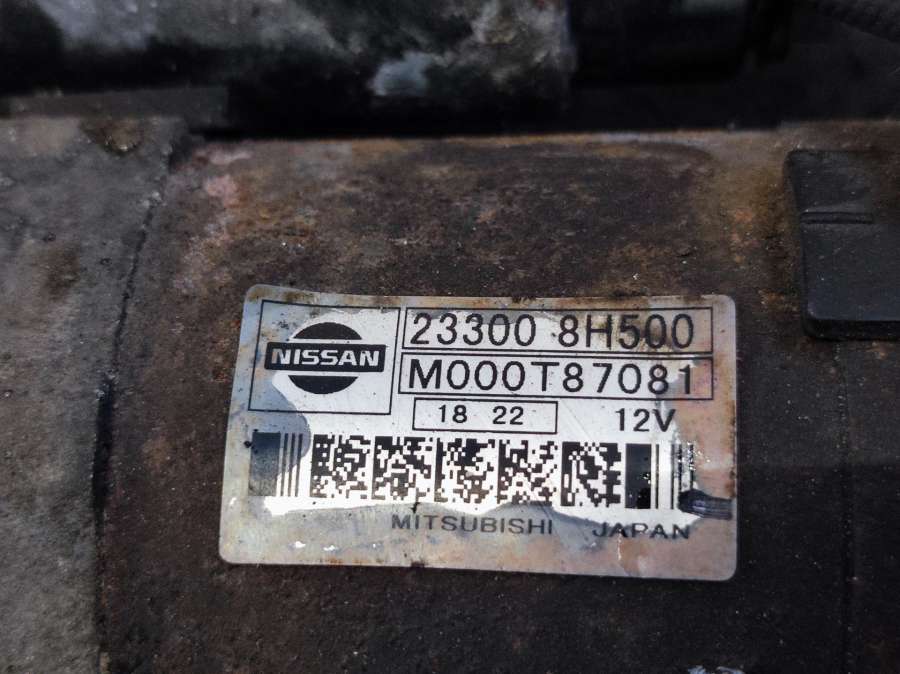 NISSAN
23300 8H500
M000T87081
18 22
12V
MITSUBISHI JAPAN